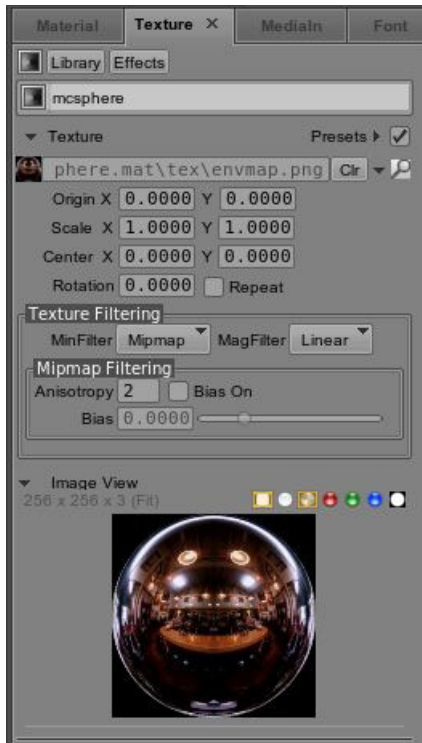 Material Texture × MediaIn Font
Library Effects
mcsphere
Texture Presets
phere.mat\tex\envmap.png Clr
Origin X 0.0000 Y 0.0000
Scale X 1.0000 Y 1.0000
Center X 0.0000 Y 0.0000
Rotation 0.0000 Repeat
Texture Filtering
MinFilter Mipmap MagFilter Linear
Mipmap Filtering
Anisotropy 2 Bias On
Bias 0.0000
Image View
256 x 256 x 3 (Fit)